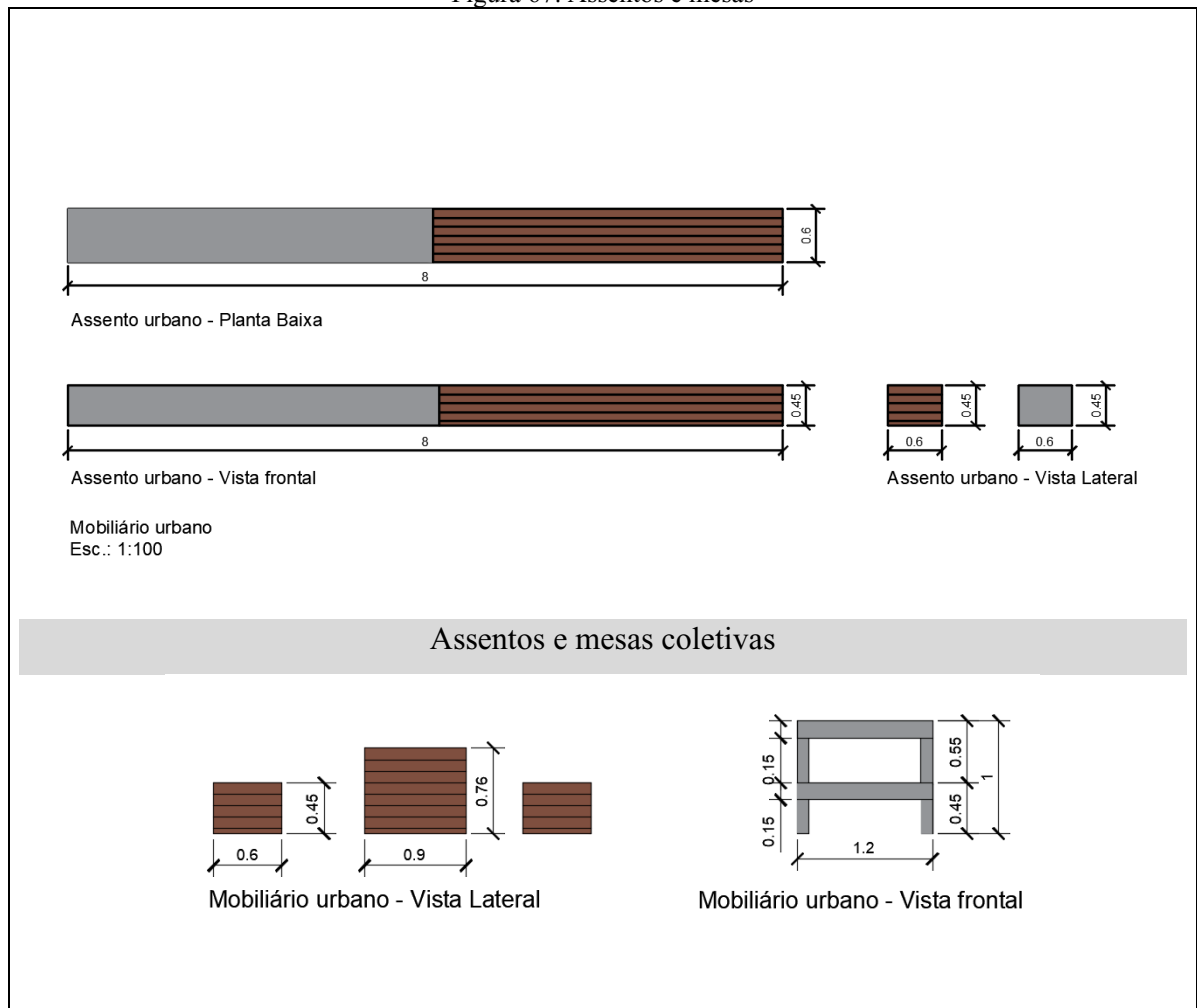 Figura 67. Assentos e mesas
0.6
8
Assento urbano - Planta Baixa
0.45
8
Assento urbano - Vista frontal
0.45
0.6
0.45
0.6
Assento urbano - Vista Lateral
Mobiliário urbano
Esc.: 1:100
Assentos e mesas coletivas
0.45
0.6
0.76
0.9
Mobiliário urbano - Vista Lateral
0.15
0.15
0.55
0.45
1
1.2
Mobiliário urbano - Vista frontal